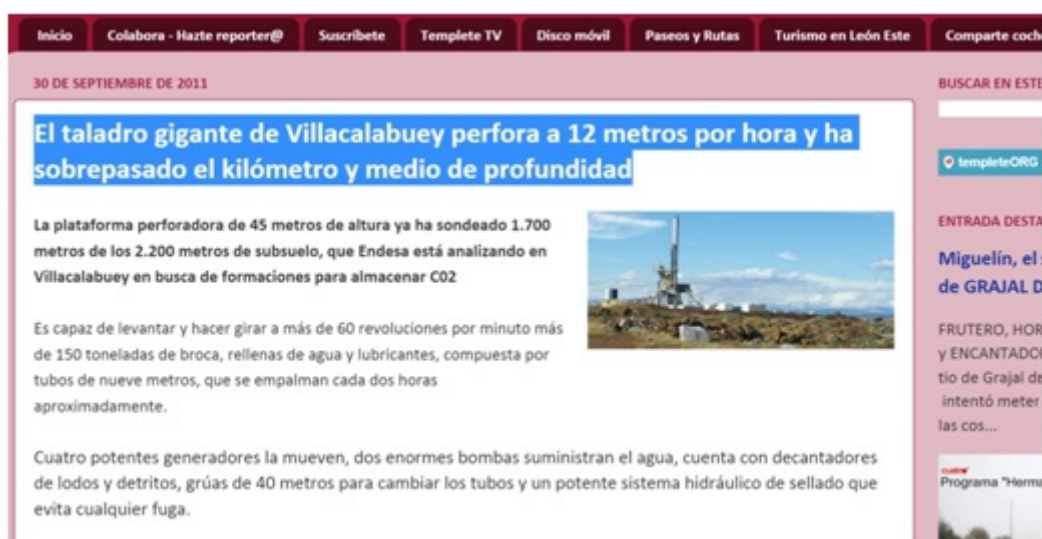 Inicio Colabora - Hazte reporter@ Suscríbete Templete TV Disco móvil Paseos y Rutas Turismo en León Este Comparte coche
30 DE SEPTIEMBRE DE 2011
El taladro gigante de Villacalabuey perfora a 12 metros por hora y ha
sobrepasado el kilómetro y medio de profundidad
La plataforma perforadora de 45 metros de altura ya ha sondeado 1.700
metros de los 2.200 metros de subsuelo, que Endesa está analizando en
Villacalabuey en busca de formaciones para almacenar C02
Es capaz de levantar y hacer girar a más de 60 revoluciones por minuto más
de 150 toneladas de broca, rellenas de agua y lubricantes, compuesta por
tubos de nueve metros, que se empalman cada dos horas
aproximadamente.
Cuatro potentes generadores la mueven, dos enormes bombas suministran el agua, cuenta con decantadores
de lodos y detritos, grúas de 40 metros para cambiar los tubos y un potente sistema hidráulico de sellado que
evita cualquier fuga.
BUSCAR EN ESTE
templeteORG
ENTRADA DESTA
Miguelín, el
de GRAJAL D
FRUTERO, HOR
y ENCANTADO
tio de Grajal de
intentó meter
las cos...
cuatro
Programa "Herma